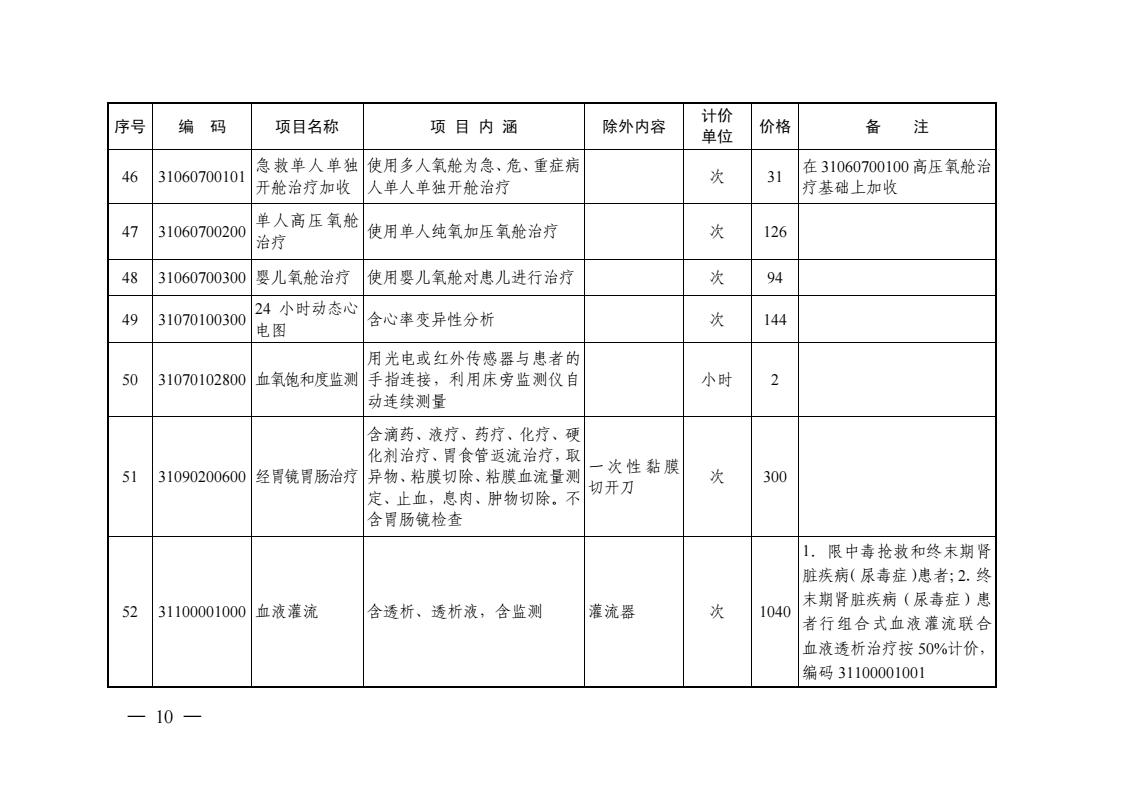 序号 编 码 项目名称 项 目 内 涵 除外内容 计价单位 价格 备 注
46 31060700101 急救单人单独开舱治疗加收 使用多人氧舱为急、危、重症病人单人单独开舱治疗 次 31 在 31060700100 高压氧舱治疗基础上加收
47 31060700200 单人高压氧舱治疗 使用单人纯氧加压氧舱治疗 次 126
48 31060700300 婴儿氧舱治疗 使用婴儿氧舱对患儿进行治疗 次 94
49 31070100300 24 小时动态心电图 含心率变异性分析 次 144
50 31070102800 血氧饱和度监测 用光电或红外传感器与患者的手指连接，利用床旁监测仪自动连续测量 小时 2
51 31090200600 经胃镜胃肠治疗 含滴药、液疗、药疗、化疗、硬化剂治疗、胃食管返流治疗，取异物、粘膜切除、粘膜血流量测定、止血，息肉、肿物切除。不含胃肠镜检查 一次性黏膜切开刀 次 300
52 31100001000 血液灌流 含透析、透析液，含监测 灌流器 次 1040 1. 限中毒抢救和终末期肾脏疾病（尿毒症）患者；2. 终末期肾脏疾病（尿毒症）患者行组合式血液灌流联合血液透析治疗按 50%计价，编码 31100001001
— 10 —